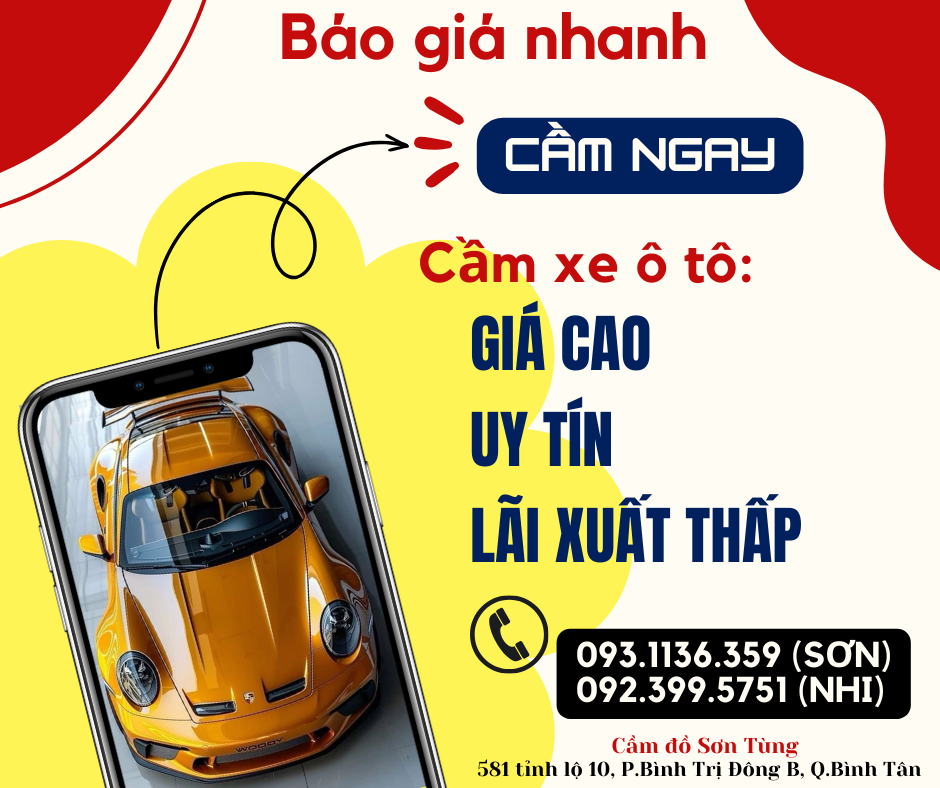 Báo giá nhanh
CẦM NGAY
Cầm xe ô tô:
GIÁ CAO
UY TÍN
LÃI XUẤT THẤP
093.1136.359 (SƠN)
092.399.5751 (NHI)
WOODY
Cầm đồ Sơn Tùng
581 tỉnh lộ 10, P.Bình Trị Đông B, Q.Bình Tân